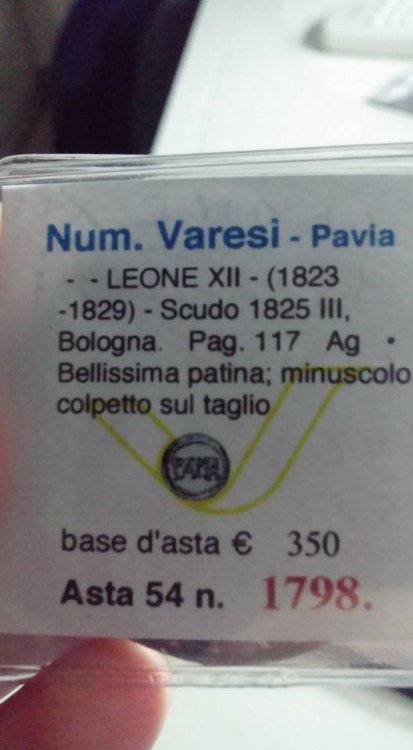 Num. Varesi - Pavia
- - LEONE XII - (1823
-1829) - Scudo 1825 III,
Bologna. Pag. 117 Ag •
Bellissima patina; minuscolo
colpetto sul taglio
base d'asta € 350
Asta 54 n. 1798.